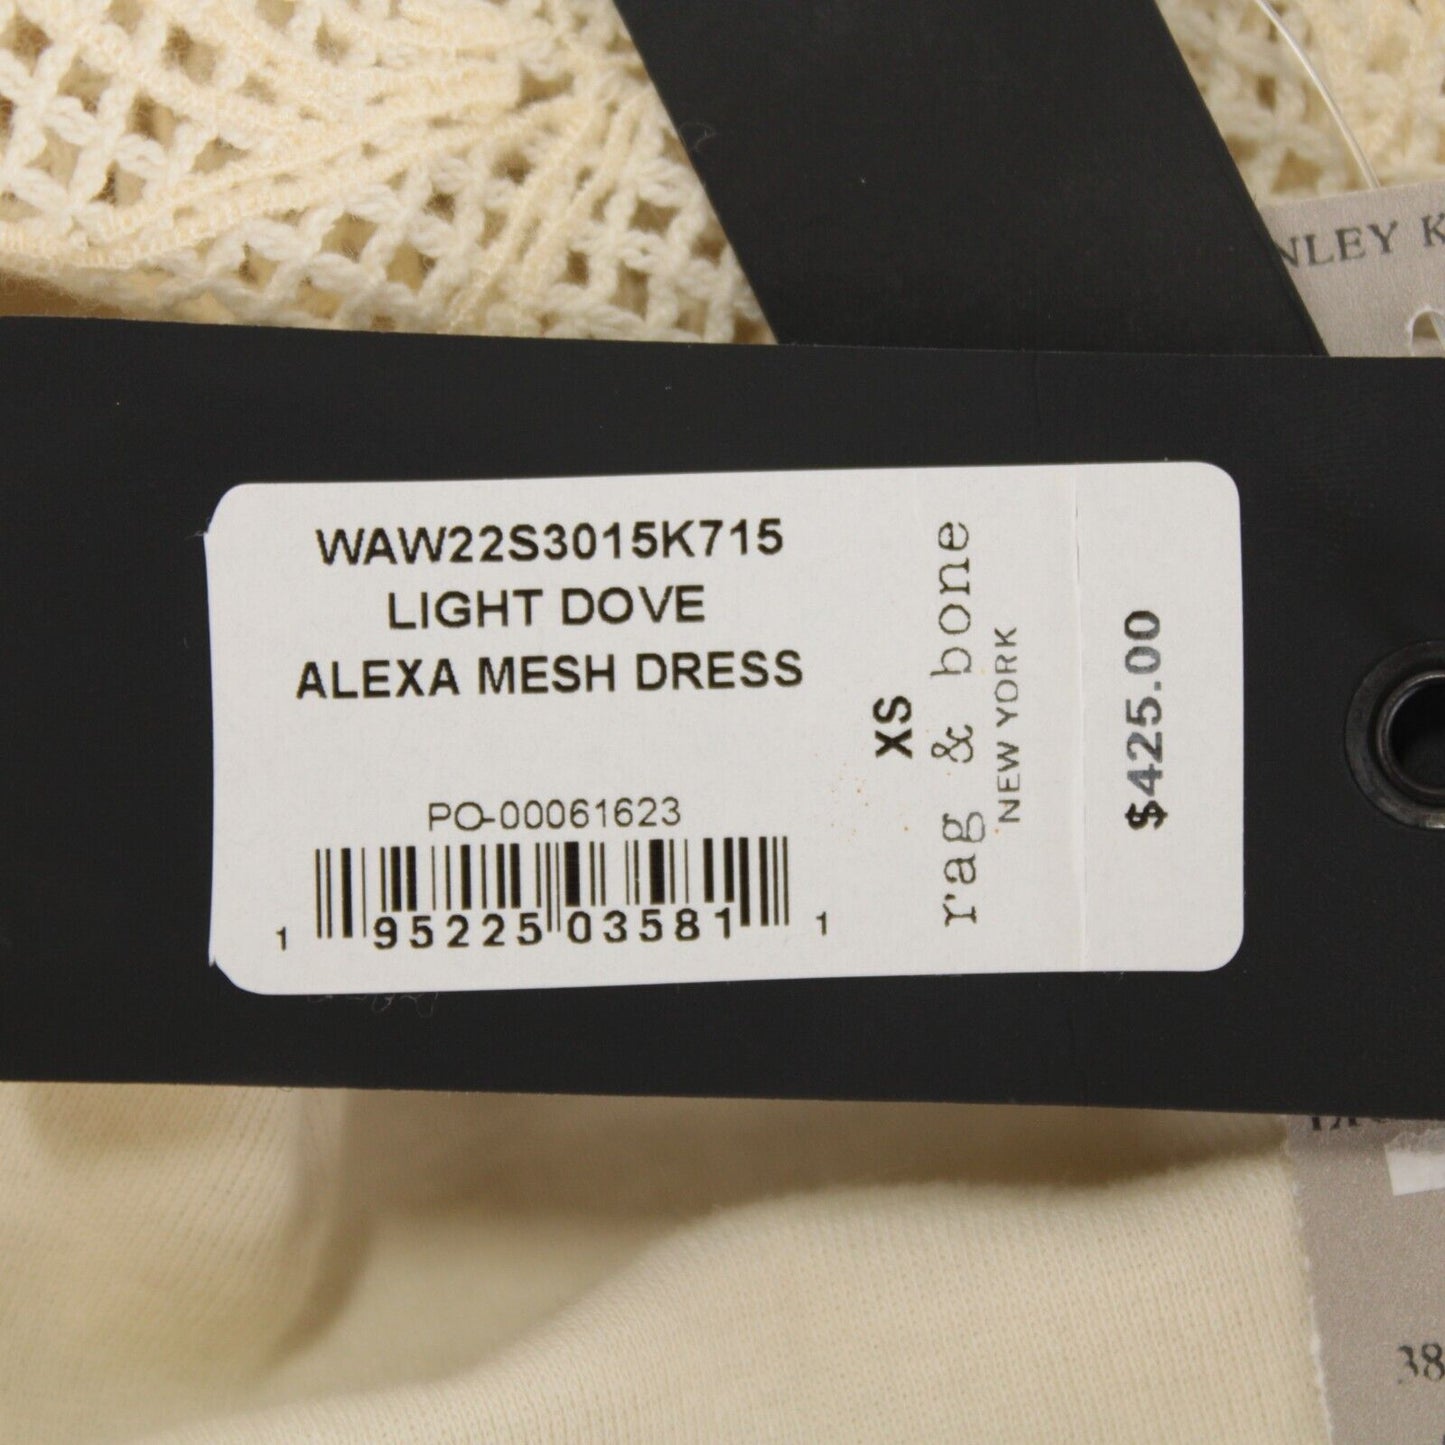 NLEY K
WAW22S3015K715
LIGHT DOVE
ALEXA MESH DRESS
PO-00061623
1 95225 03581 1
XS
rag & bone
NEW YORK
$425.00
38